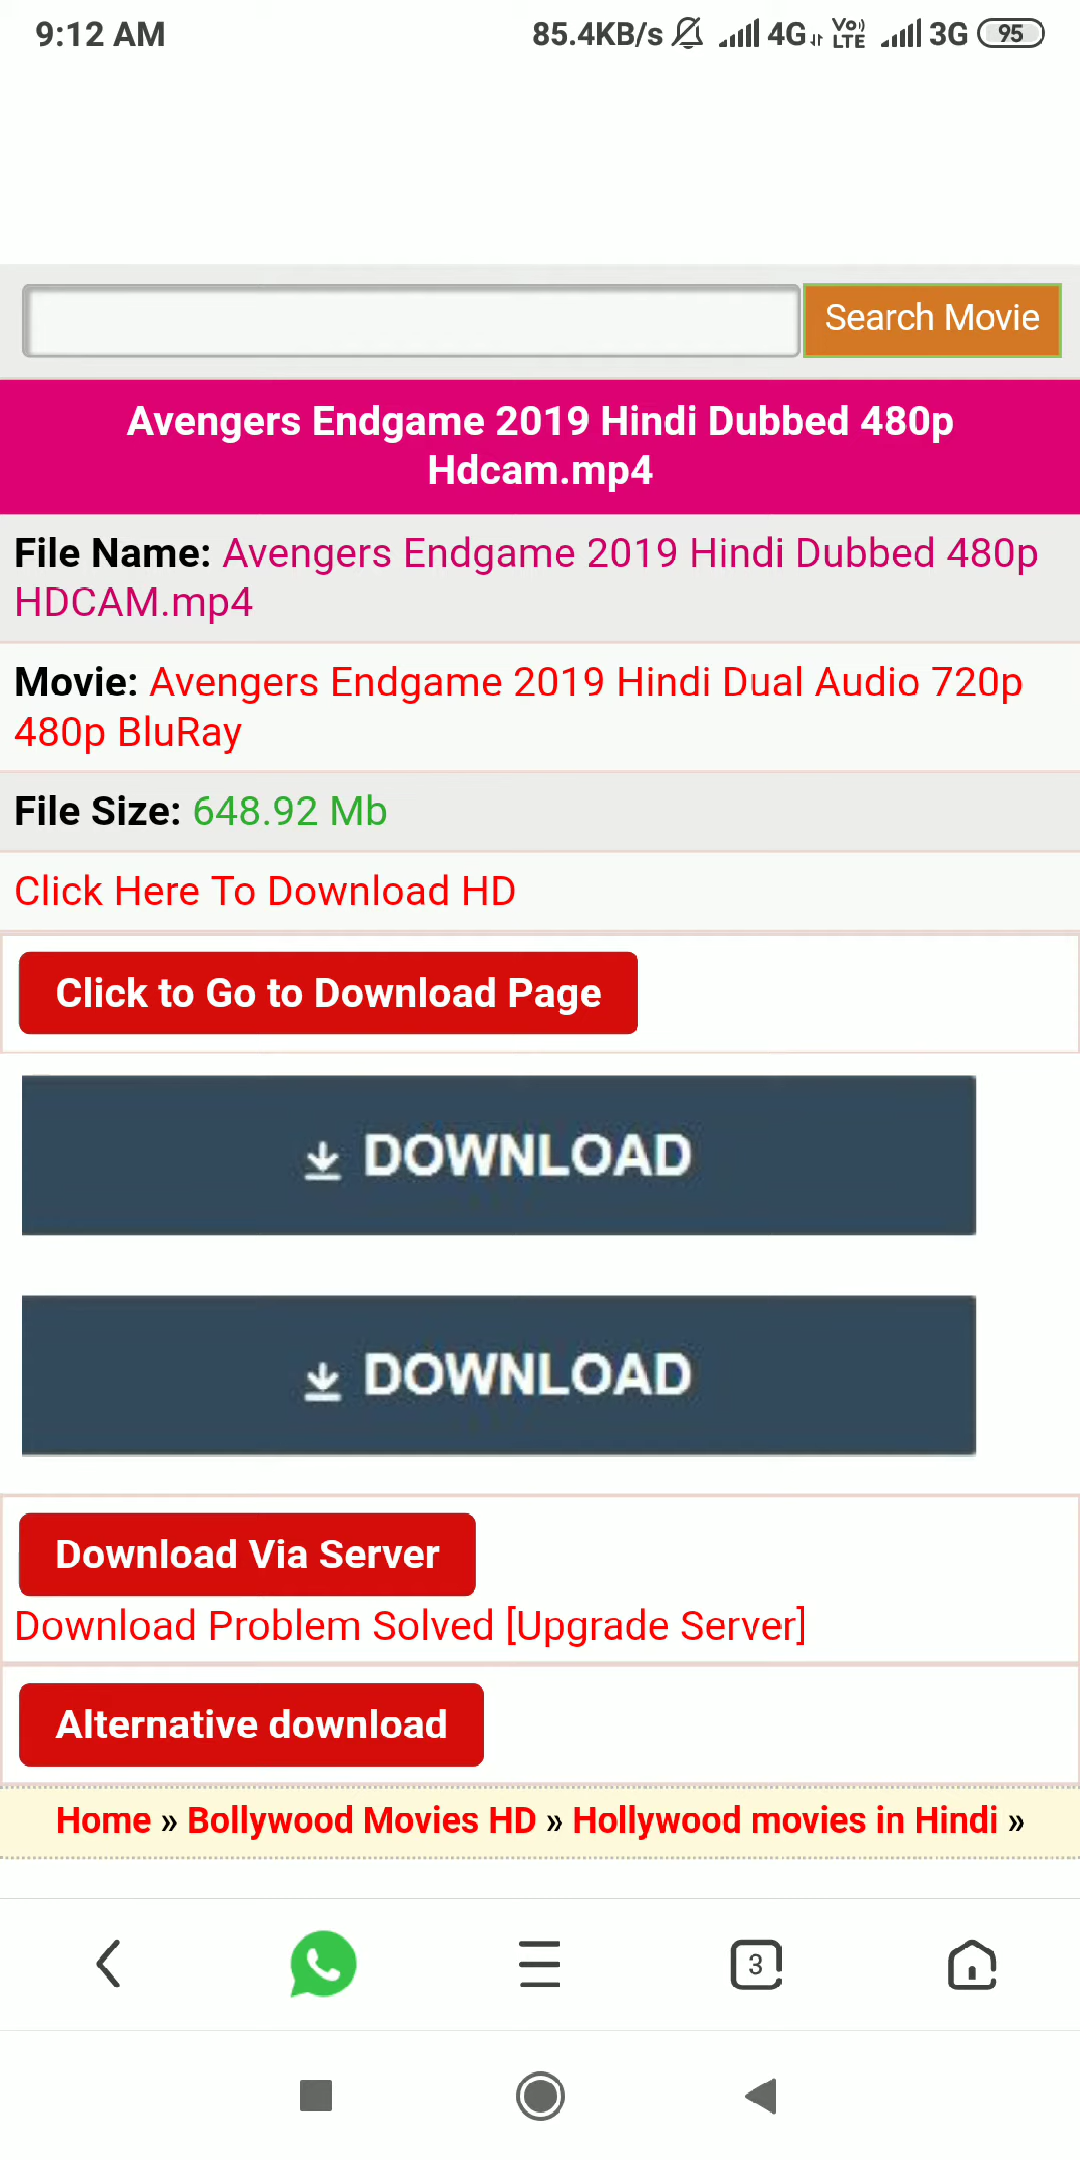 9:12 AM 85.4KB/s 4G Vo) LTE 3G 95
Search Movie
Avengers Endgame 2019 Hindi Dubbed 480p
Hdcam.mp4
File Name: Avengers Endgame 2019 Hindi Dubbed 480p
HDCAM.mp4
Movie: Avengers Endgame 2019 Hindi Dual Audio 720p
480p BluRay
File Size: 648.92 Mb
Click Here To Download HD
Click to Go to Download Page
DOWNLOAD
DOWNLOAD
Download Via Server
Download Problem Solved [Upgrade Server]
Alternative download
Home » Bollywood Movies HD » Hollywood movies in Hindi »
3